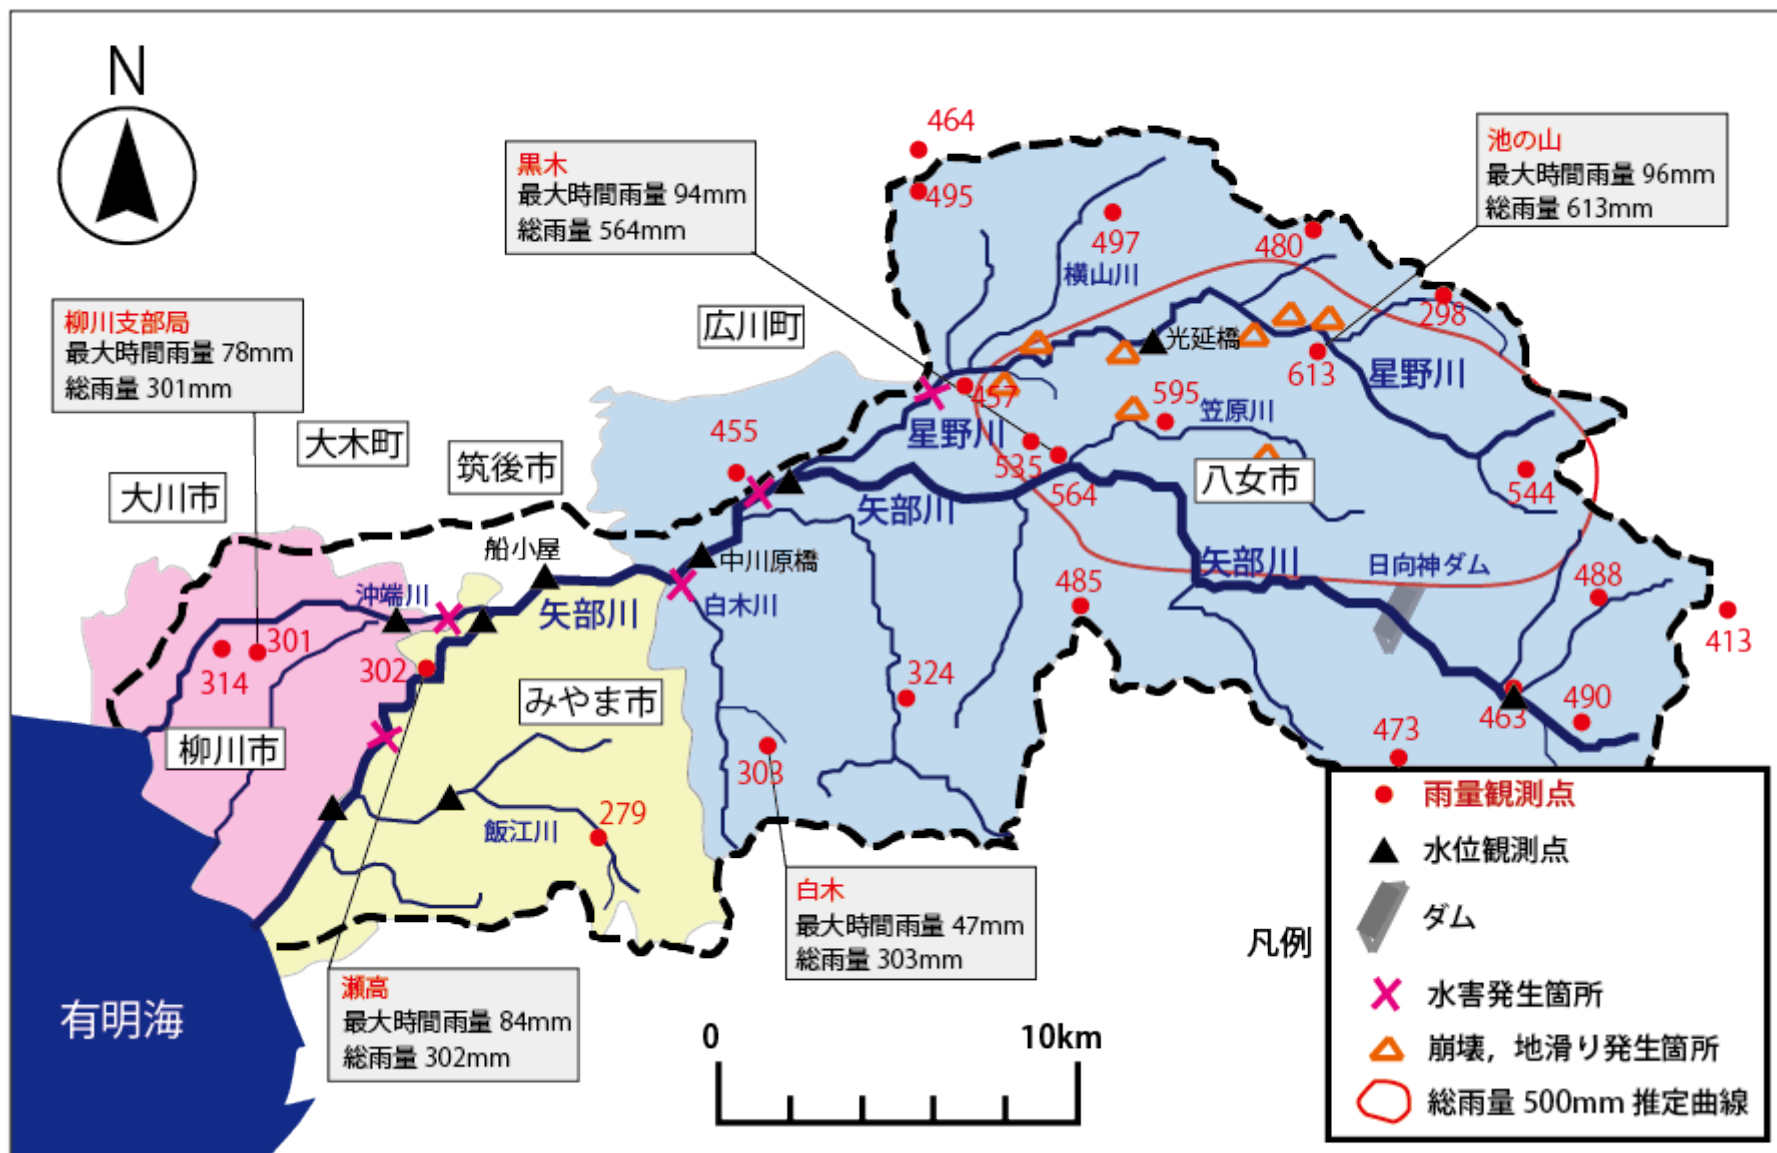 N
464
495
黒木
最大時間雨量 94mm
総雨量 564mm
池の山
最大時間雨量 96mm
総雨量 613mm
497
横山川
480
298
柳川支部局
最大時間雨量 78mm
総雨量 301mm
広川町
光延橋
613
星野川
457
595
笠原川
星野川
大木町
筑後市
455
535
564
八女市
544
大川市
矢部川
船小屋
中川原橋
矢部川
日向神ダム
488
沖端川
矢部川
白木川
485
413
301
314
302
みやま市
324
463
490
柳川市
303
473
飯江川
279
白木
最大時間雨量 47mm
総雨量 303mm
瀬高
最大時間雨量 84mm
総雨量 302mm
有明海
0
10km
凡例
雨量観測点
水位観測点
ダム
水害発生箇所
崩壊，地滑り発生箇所
総雨量 500mm 推定曲線